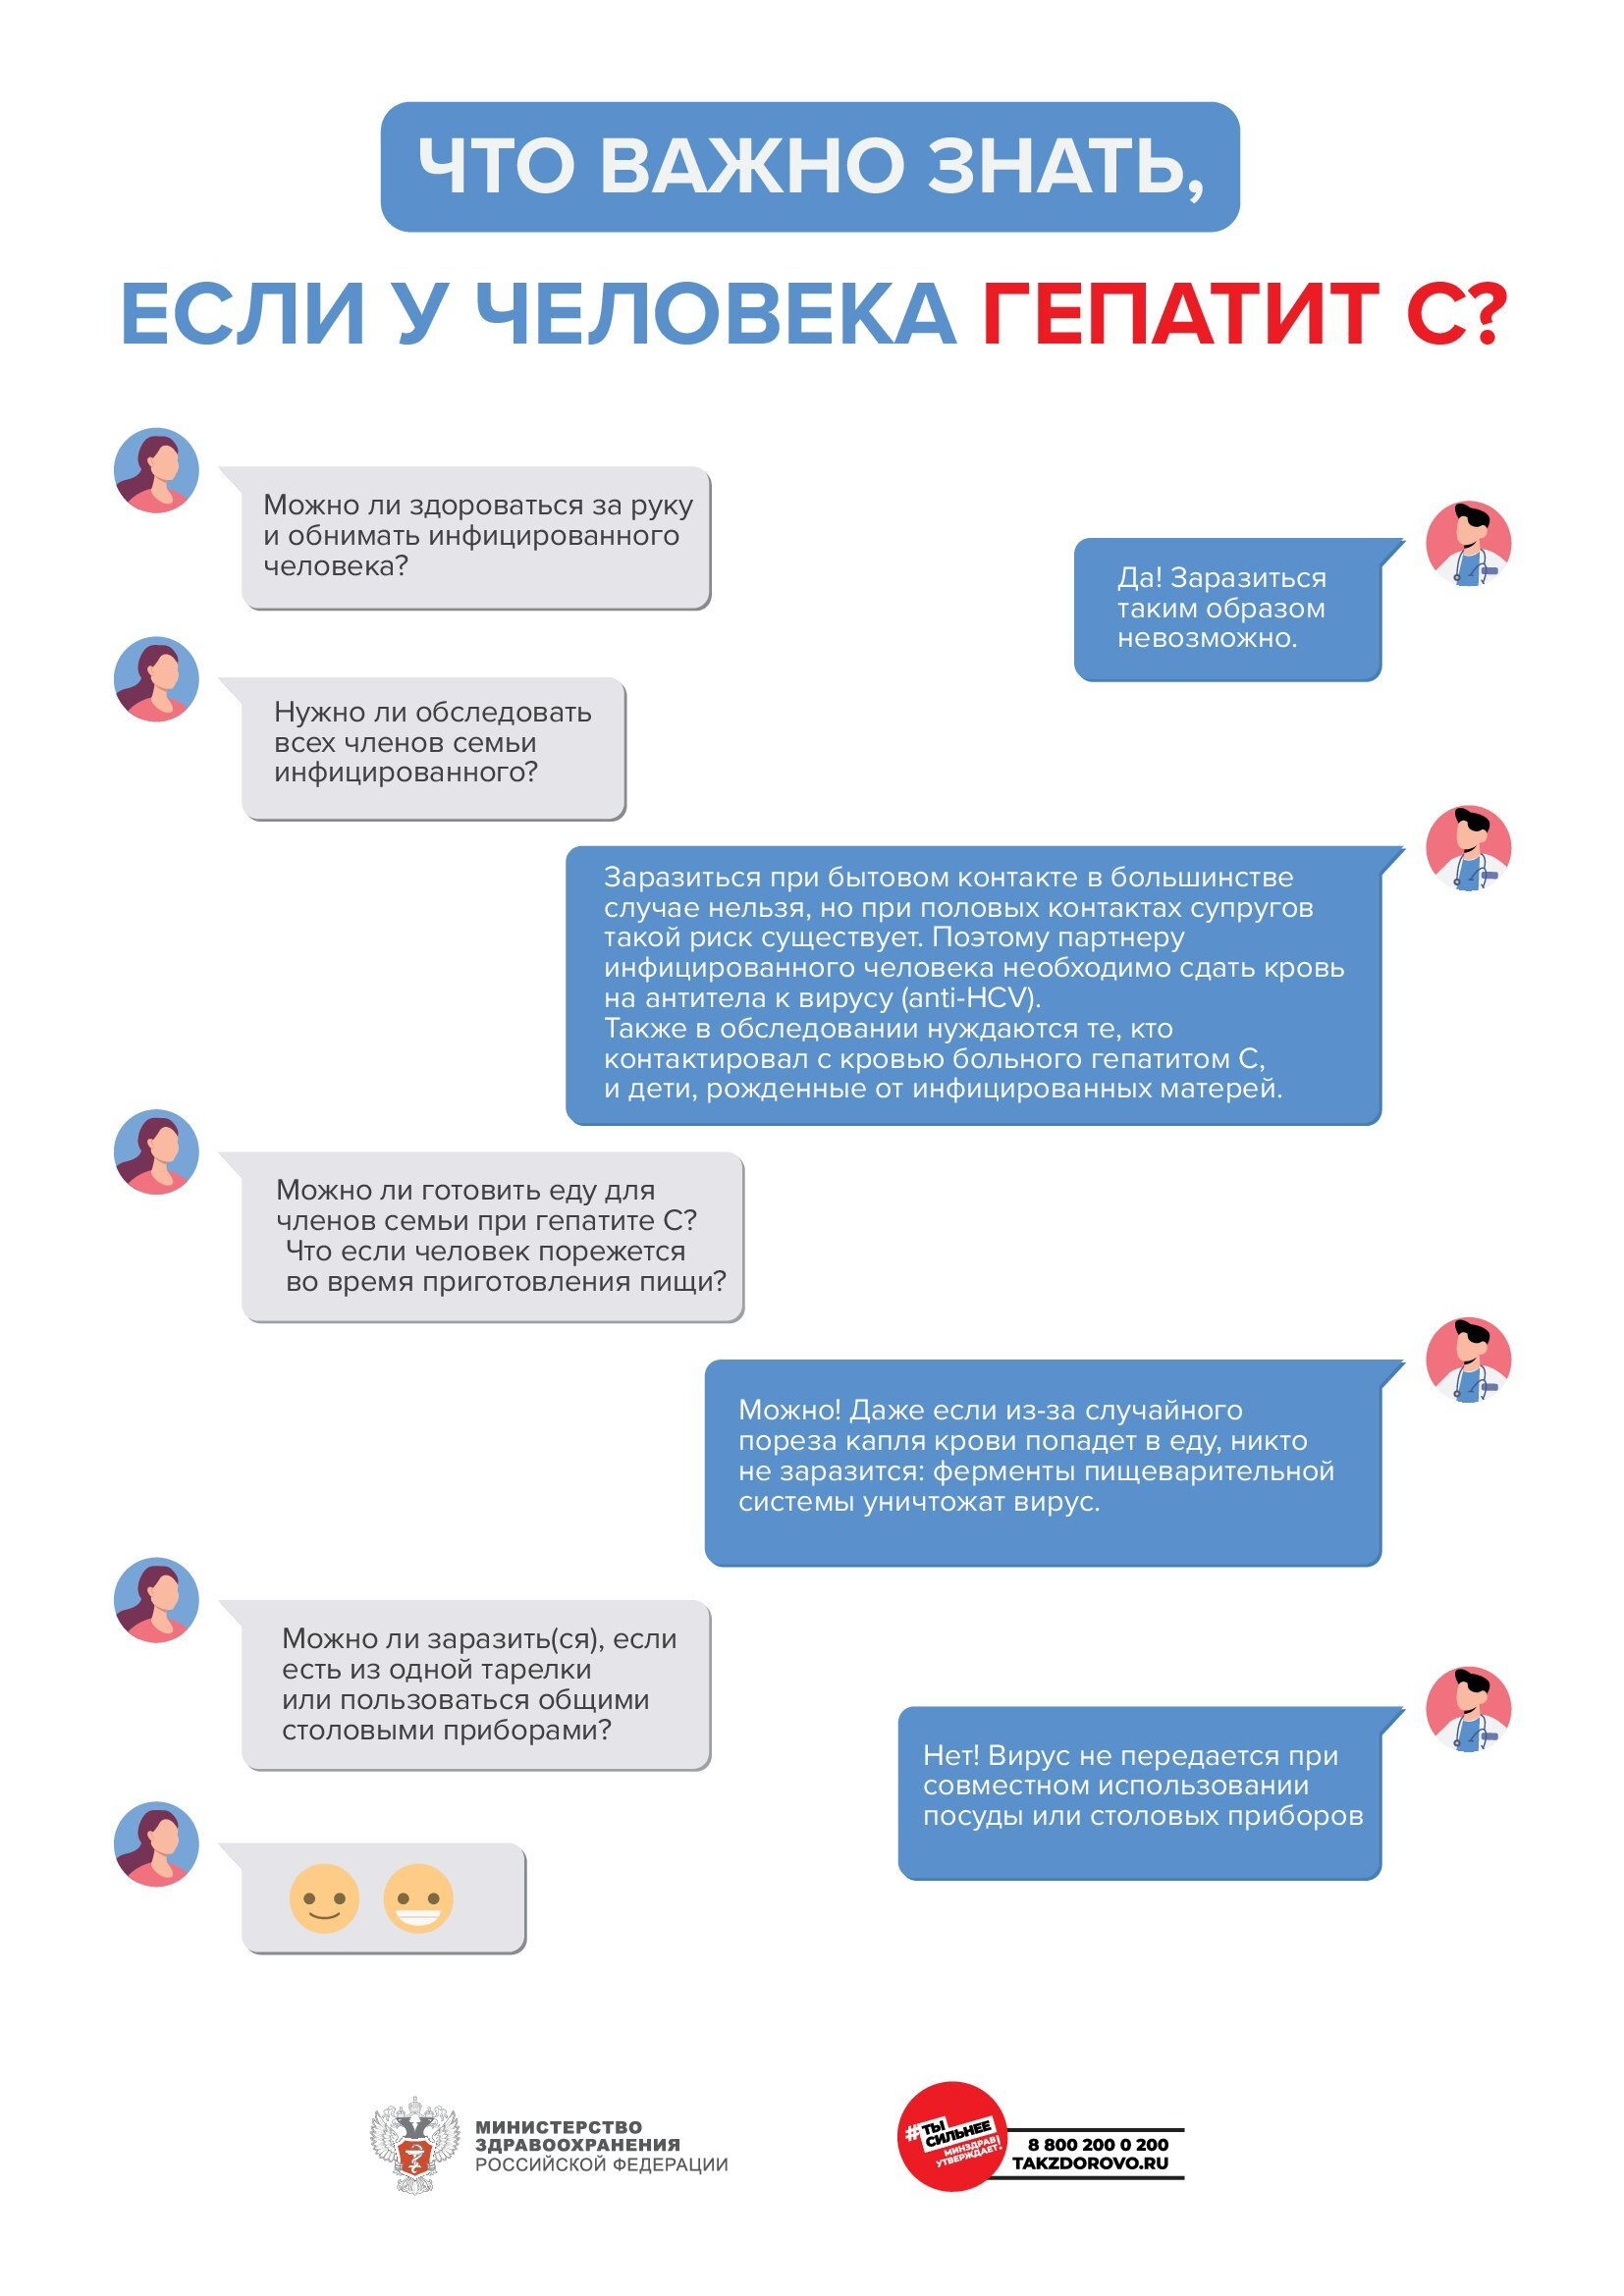 ЧТО ВАЖНО ЗНАТЬ,
ЕСЛИ У ЧЕЛОВЕКА ГЕПАТИТ С?
Можно ли здороваться за руку
и обнимать инфицированного
человека?
Да! Заразиться
таким образом
невозможно.
Нужно ли обследовать
всех членов семьи
инфицированного?
Заразиться при бытовом контакте в большинстве
случае нельзя, но при половых контактах супругов
такой риск существует. Поэтому партнеру
инфицированного человека необходимо сдать кровь
на антитела к вирусу (anti-HCV).
Также в обследовании нуждаются те, кто
контактировал с кровью больного гепатитом С,
и дети, рожденные от инфицированных матерей.
Можно ли готовить еду для
членов семьи при гепатите С?
Что если человек порежется
во время приготовления пищи?
Можно! Даже если из-за случайного
пореза капля крови попадет в еду, никто
не заразится: ферменты пищеварительной
системы уничтожат вирус.
Можно ли заразить(ся), если
есть из одной тарелки
или пользоваться общими
столовыми приборами?
Нет! Вирус не передается при
совместном использовании
посуды или столовых приборов
МИНИСТЕРСТВО
ЗДРАВООХРАНЕНИЯ
РОССИЙСКОЙ ФЕДЕРАЦИИ
#ТЫ
СИЛЬНЕЕ
МИНЗДРАВ
УТВЕРЖДАЕТ!
8 800 200 0 200
TAKZDOROVO.RU